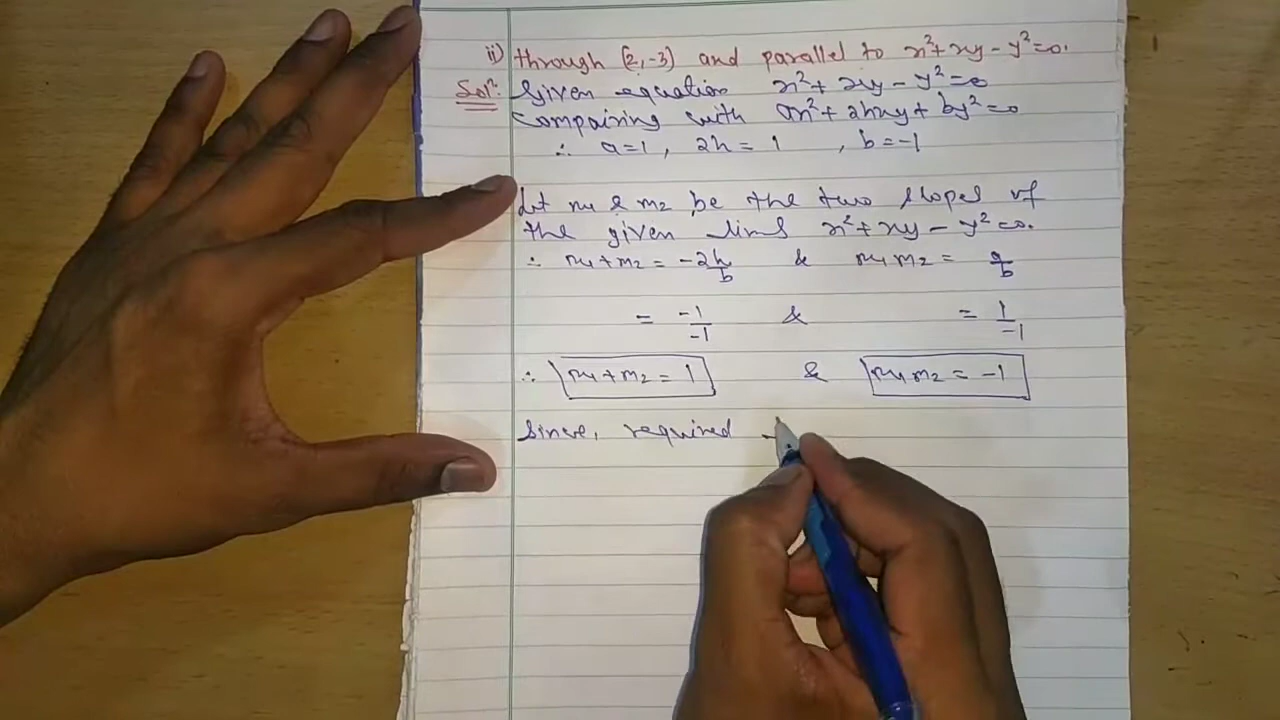 ii) through (2,-3) and parallel to x²+xy-y²=0.
Solⁿ: Given equation x²+xy-y²=0
Compairing with ax²+2hxy+by²=0
∴ a=1, 2h=1, b=-1
Let m₁ & m₂ be the two slopes of
the given lines x²+xy-y²=0.
∴ m₁+m₂ = -2h/b & m₁m₂ = a/b
= -1/-1 & = 1/-1
∴ m₁+m₂ = 1 & m₁m₂ = -1
Since, required